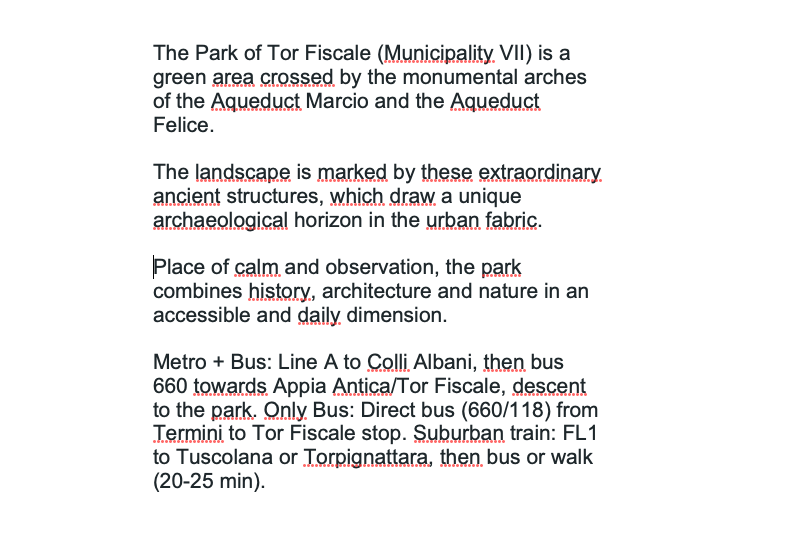 The Park of Tor Fiscale (Municipality VII) is a
green area crossed by the monumental arches
of the Aqueduct Marcio and the Aqueduct
Felice.
The landscape is marked by these extraordinary
ancient structures, which draw a unique
archaeological horizon in the urban fabric.
Place of calm and observation, the park
combines history, architecture and nature in an
accessible and daily dimension.
Metro + Bus: Line A to Colli Albani, then bus
660 towards Appia Antica/Tor Fiscale, descent
to the park. Only Bus: Direct bus (660/118) from
Termini to Tor Fiscale stop. Suburban train: FL1
to Tuscolana or Torpignattara, then bus or walk
(20-25 min).